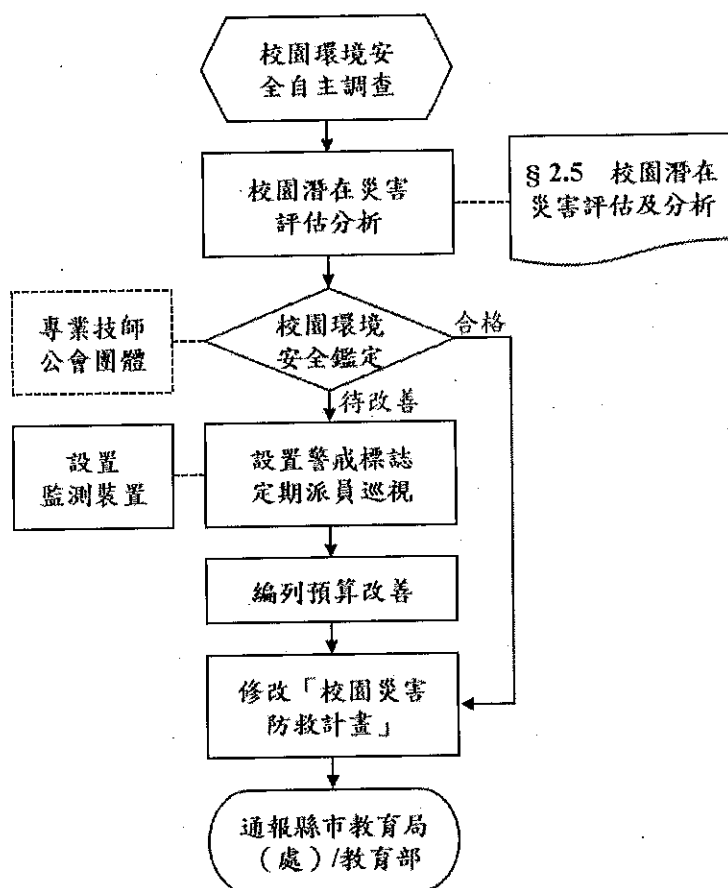 校園環境安
全自主調查
校園潛在災害
評估分析
§ 2.5 校園潛在
災害評估及分析
專業技師
公會團體
校園環境
安全鑑定
合格
待改善
設置
監測裝置
設置警戒標誌
定期派員巡視
編列預算改善
修改「校園災害
防救計畫」
通報縣市教育局
（處）/教育部